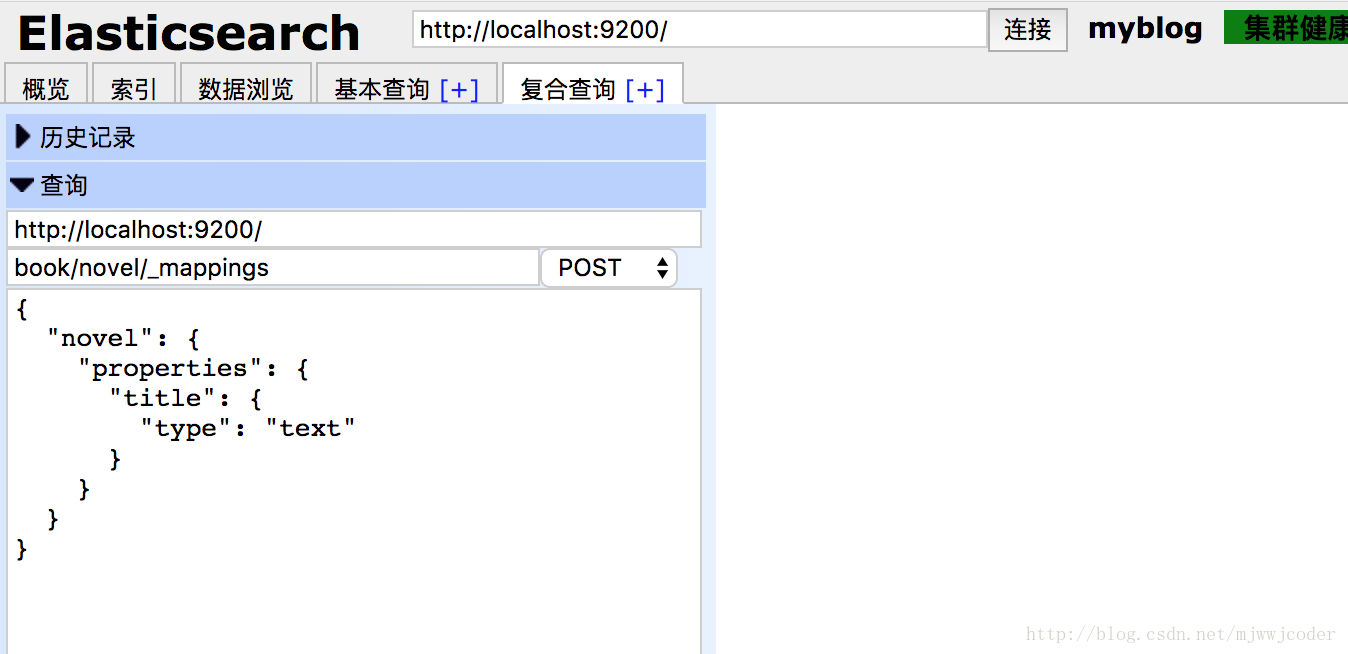 Elasticsearch http://localhost:9200/ 连接 myblog 集群健康
概览 索引 数据浏览 基本查询 [+] 复合查询 [+]
历史记录
查询
http://localhost:9200/
book/novel/_mappings POST
{
  "novel": {
    "properties": {
      "title": {
        "type": "text"
      }
    }
  }
}
http://blog.csdn.net/mjwwjcoder